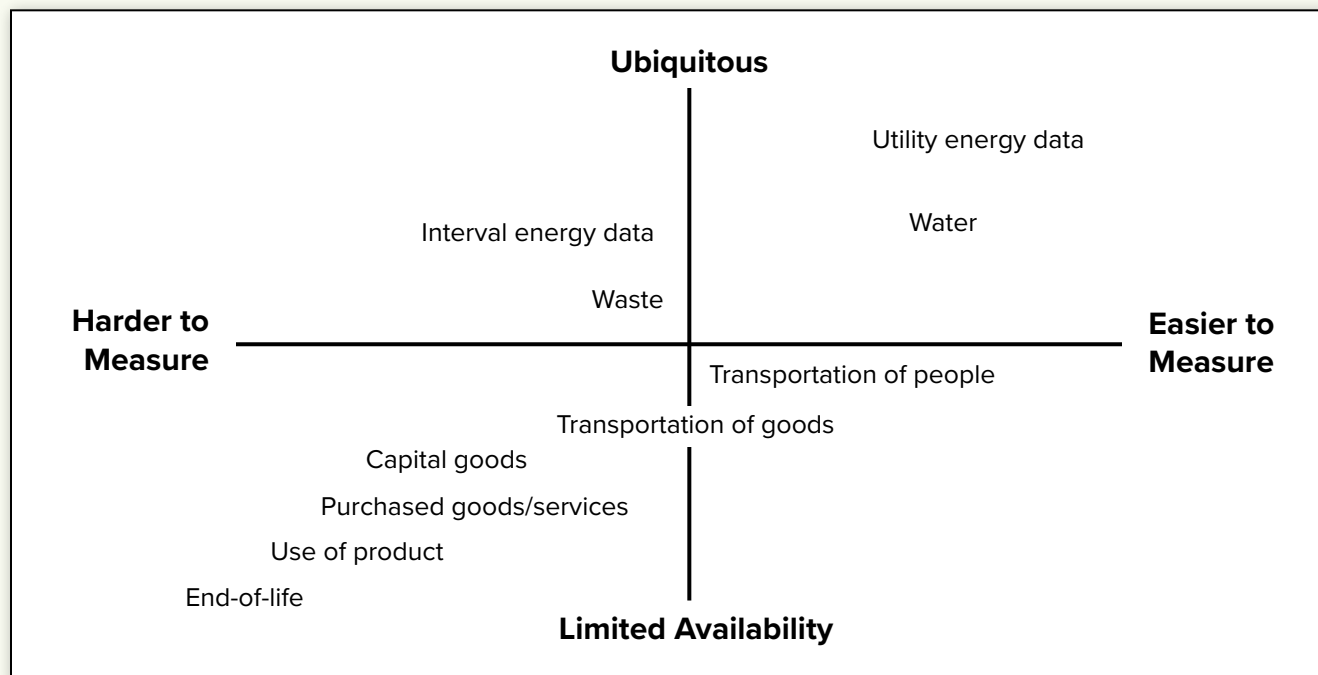 Ubiquitous
Utility energy data
Water
Interval energy data
Waste
Harder to
Measure
Easier to
Measure
Transportation of people
Transportation of goods
Capital goods
Purchased goods/services
Use of product
End-of-life
Limited Availability